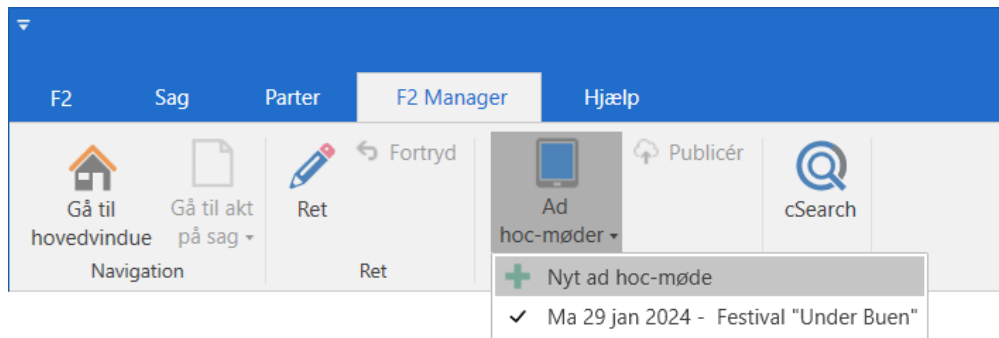 F2 Sag Parter F2 Manager Hjælp
Gå til hovedvindue
Gå til akt på sag
Navigation
Ret
Fortryd
Ret
Ad hoc-møder
Publicér
cSearch
Nyt ad hoc-møde
Ma 29 jan 2024 - Festival "Under Buen"